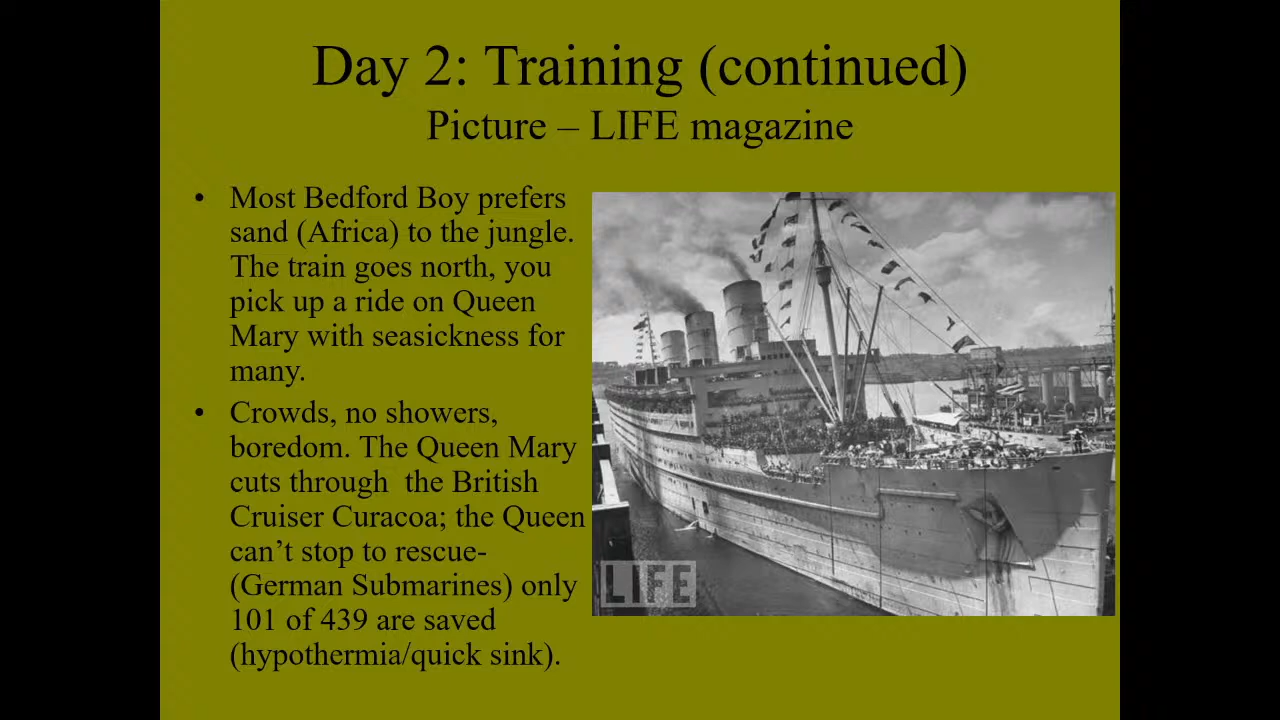 Day 2: Training (continued)
Picture – LIFE magazine
• Most Bedford Boy prefers
sand (Africa) to the jungle.
The train goes north, you
pick up a ride on Queen
Mary with seasickness for
many.
• Crowds, no showers,
boredom. The Queen Mary
cuts through  the British
Cruiser Curacoa; the Queen
can’t stop to rescue-
(German Submarines) only
101 of 439 are saved
(hypothermia/quick sink).
LIFE